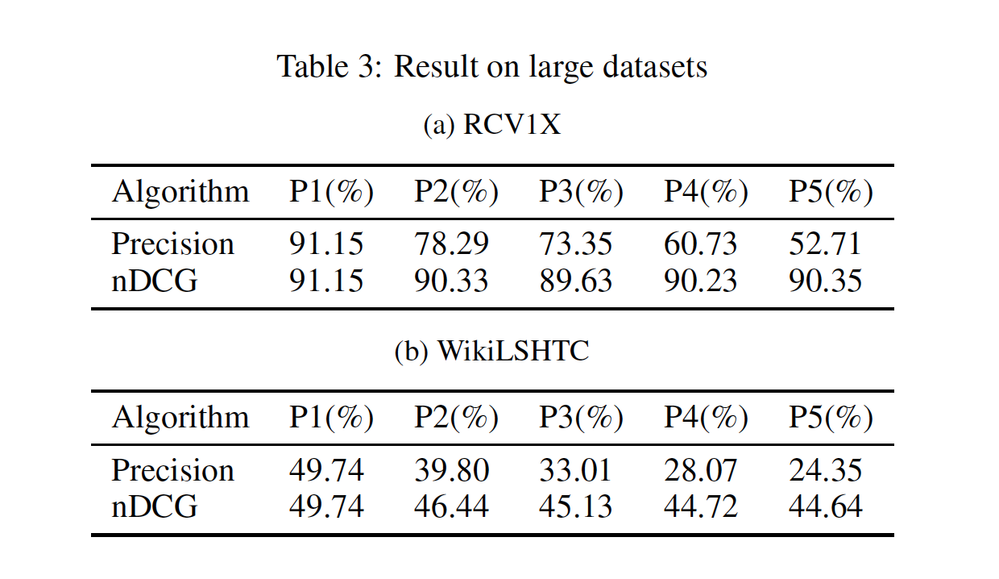 Table 3: Result on large datasets
(a) RCV1X
Algorithm P1(%) P2(%) P3(%) P4(%) P5(%)
Precision 91.15 78.29 73.35 60.73 52.71
nDCG 91.15 90.33 89.63 90.23 90.35
(b) WikiLSHTC
Algorithm P1(%) P2(%) P3(%) P4(%) P5(%)
Precision 49.74 39.80 33.01 28.07 24.35
nDCG 49.74 46.44 45.13 44.72 44.64